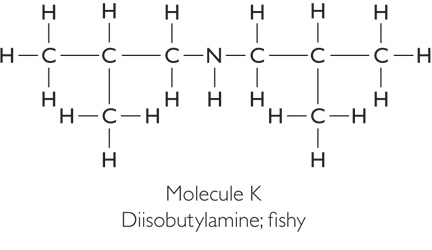 H H H H H H
H—C—C—C—N—C—C—C—H
H H H H H
H—C—H H—C—H
H H
Molecule K
Diisobutylamine; fishy